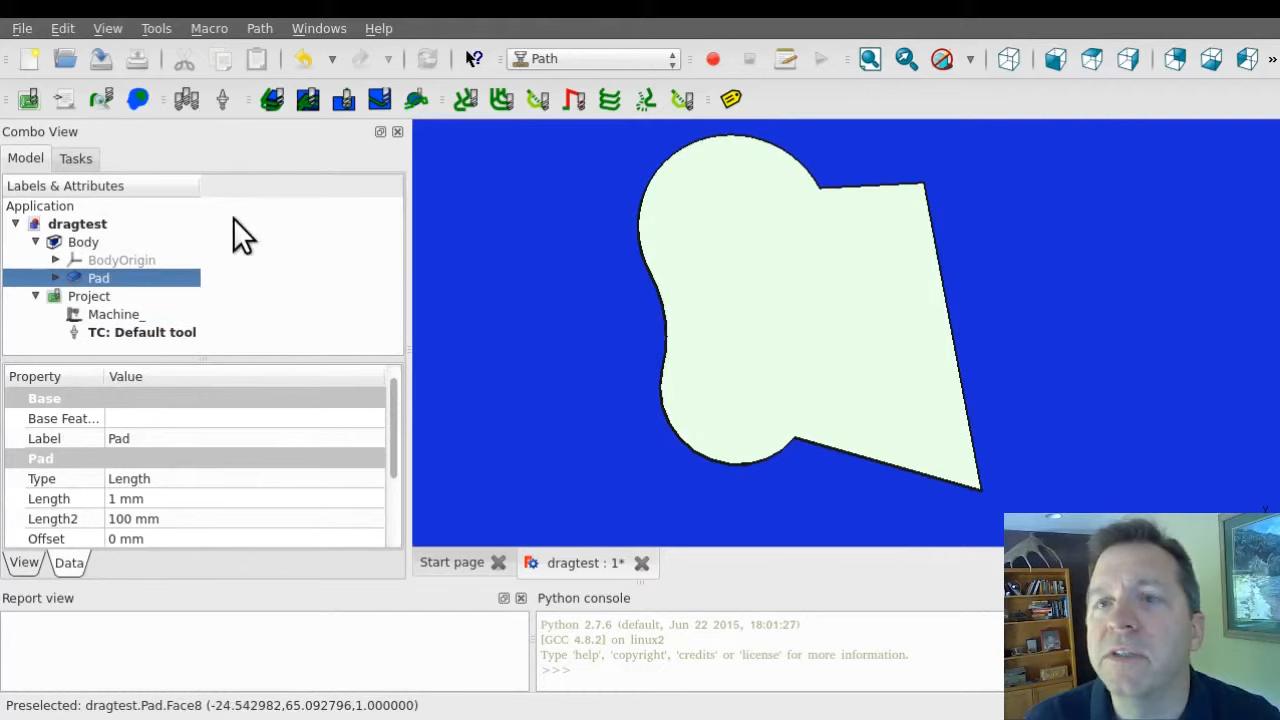 File Edit View Tools Macro Path Windows Help
Path
»
Combo View
Model Tasks
Labels & Attributes
Application
dragtest
Body
BodyOrigin
Pad
Project
Machine_
TC: Default tool
Property Value
Base
Base Feat...
Label Pad
Pad
Type Length
Length 1 mm
Length2 100 mm
Offset 0 mm
View Data
Start page dragtest : 1*
Report view Python console
Python 2.7.6 (default, Jun 22 2015, 18:01:27)
[GCC 4.8.2] on linux2
Type 'help', 'copyright', 'credits' or 'license' for more information.
>>>
Preselected: dragtest.Pad.Face8 (-24.542982,65.092796,1.000000)